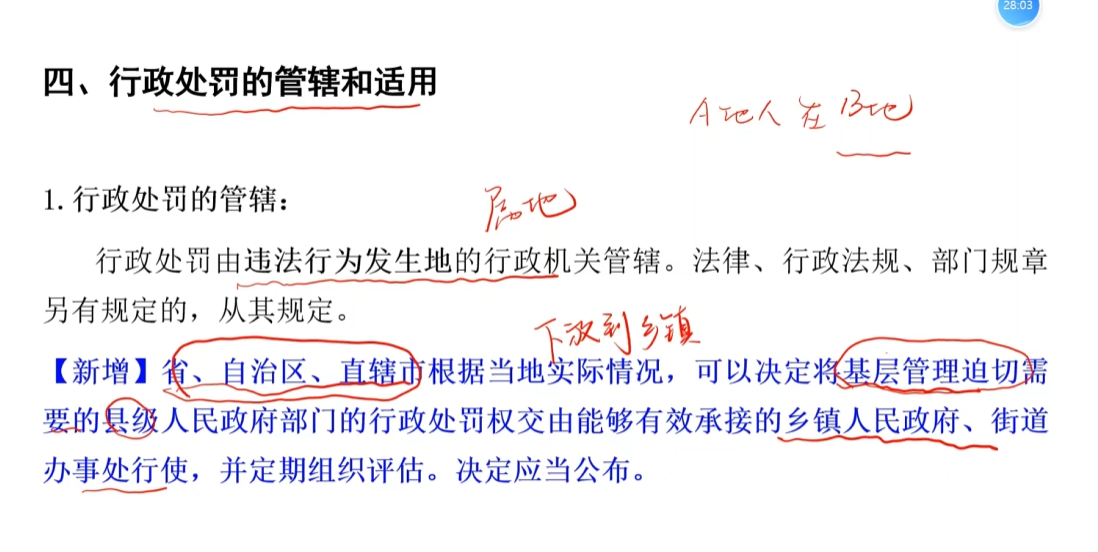 28:03
四、行政处罚的管辖和适用
A地人在B地
1.行政处罚的管辖：
属地
行政处罚由违法行为发生地的行政机关管辖。法律、行政法规、部门规章
另有规定的，从其规定。
下放到乡镇
【新增】省、自治区、直辖市根据当地实际情况，可以决定将基层管理迫切需
要的县级人民政府部门的行政处罚权交由能够有效承接的乡镇人民政府、街道
办事处行使，并定期组织评估。决定应当公布。